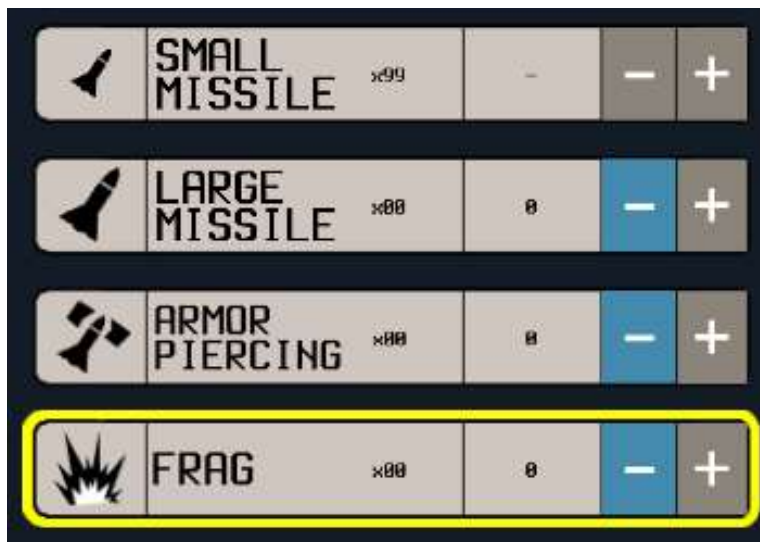 SMALL
MISSILE x99 - - +
LARGE
MISSILE x00 0 - +
ARMOR
PIERCING x00 0 - +
FRAG x00 0 - +